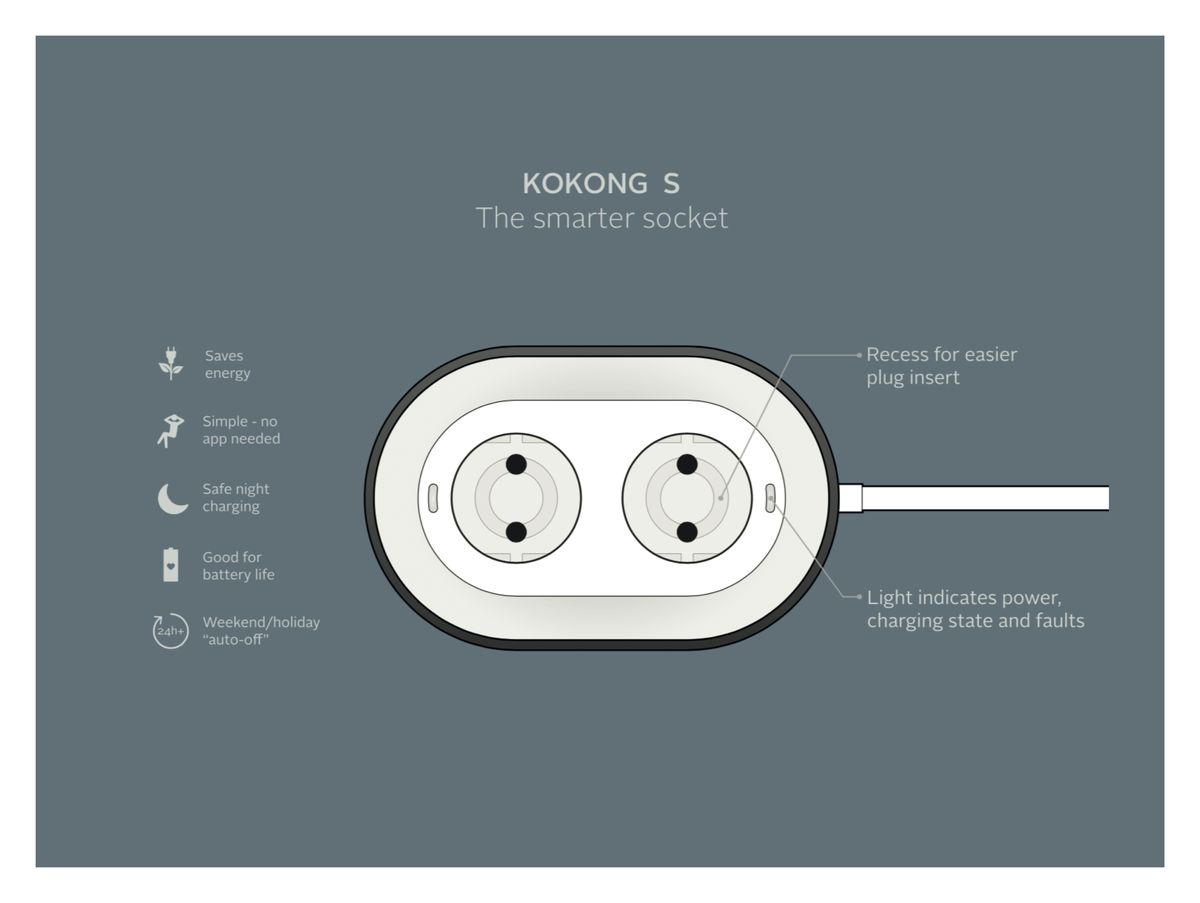 KOKONG S
The smarter socket
Saves
energy
Simple - no
app needed
Safe night
charging
Good for
battery life
24h+
Weekend/holiday
“auto-off”
Recess for easier
plug insert
Light indicates power,
charging state and faults